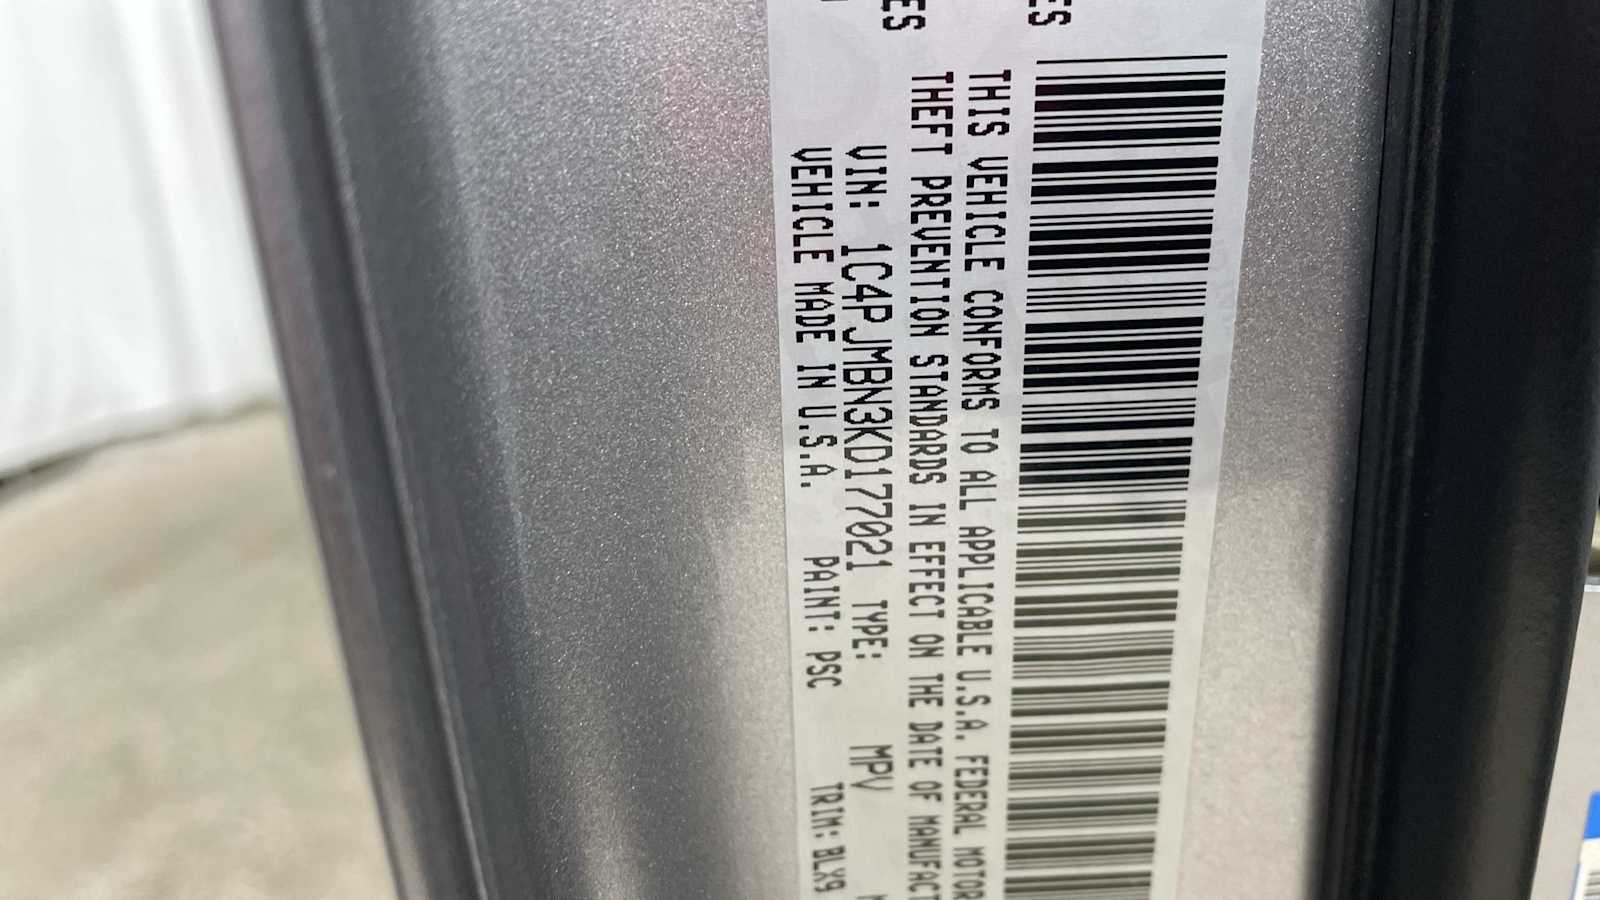 ES
ES
THIS VEHICLE CONFORMS TO ALL APPLICABLE U.S.A. FEDERAL MOTOR
THEFT PREVENTION STANDARDS IN EFFECT ON THE DATE OF MANUFACT
VIN: 1C4PJMBN3KD177021 TYPE: MPV
VEHICLE MADE IN U.S.A. PAINT: PSC TRIM: BLX9